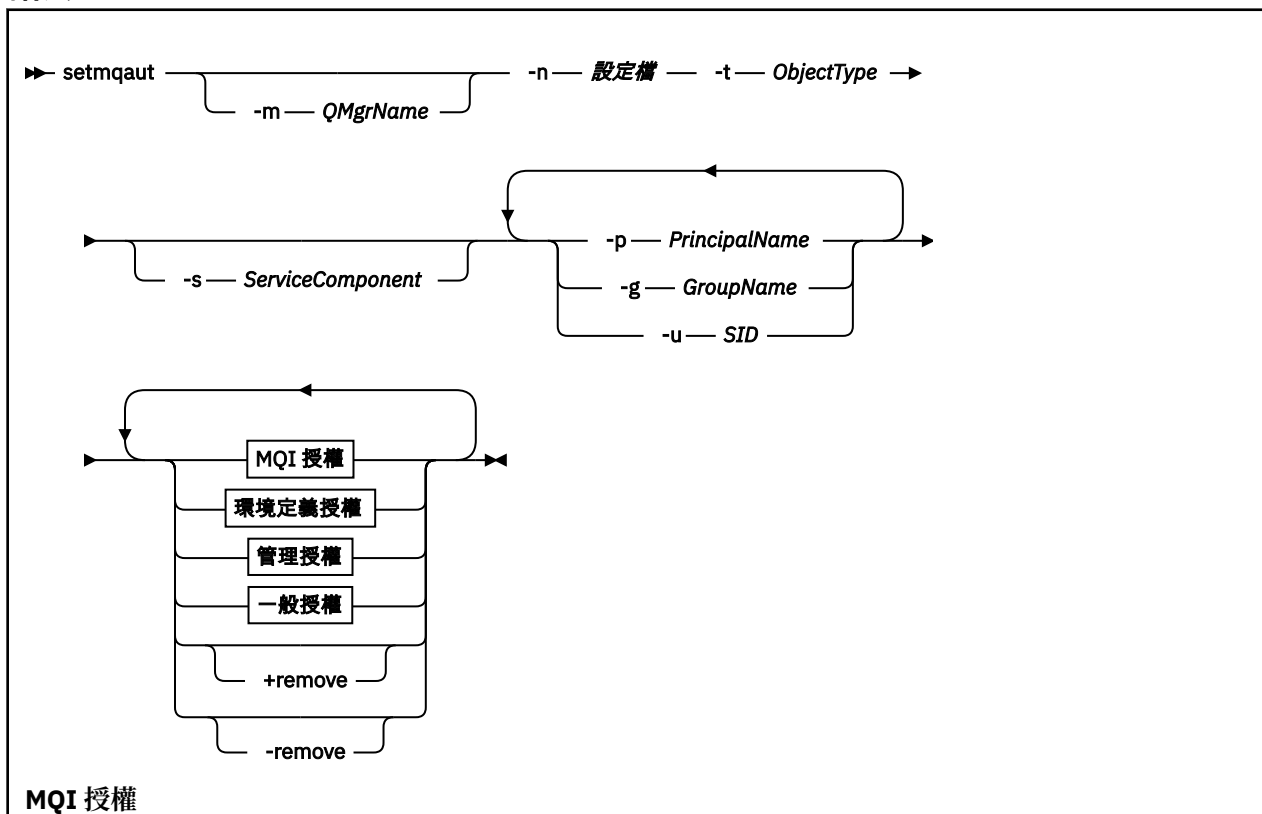 setmqaut -n 設定檔 -t ObjectType
-m QMgrName
-p PrincipalName
-s ServiceComponent -g GroupName
-u SID
MQI 授權
環境定義授權
管理授權
一般授權
+remove
-remove
MQI 授權